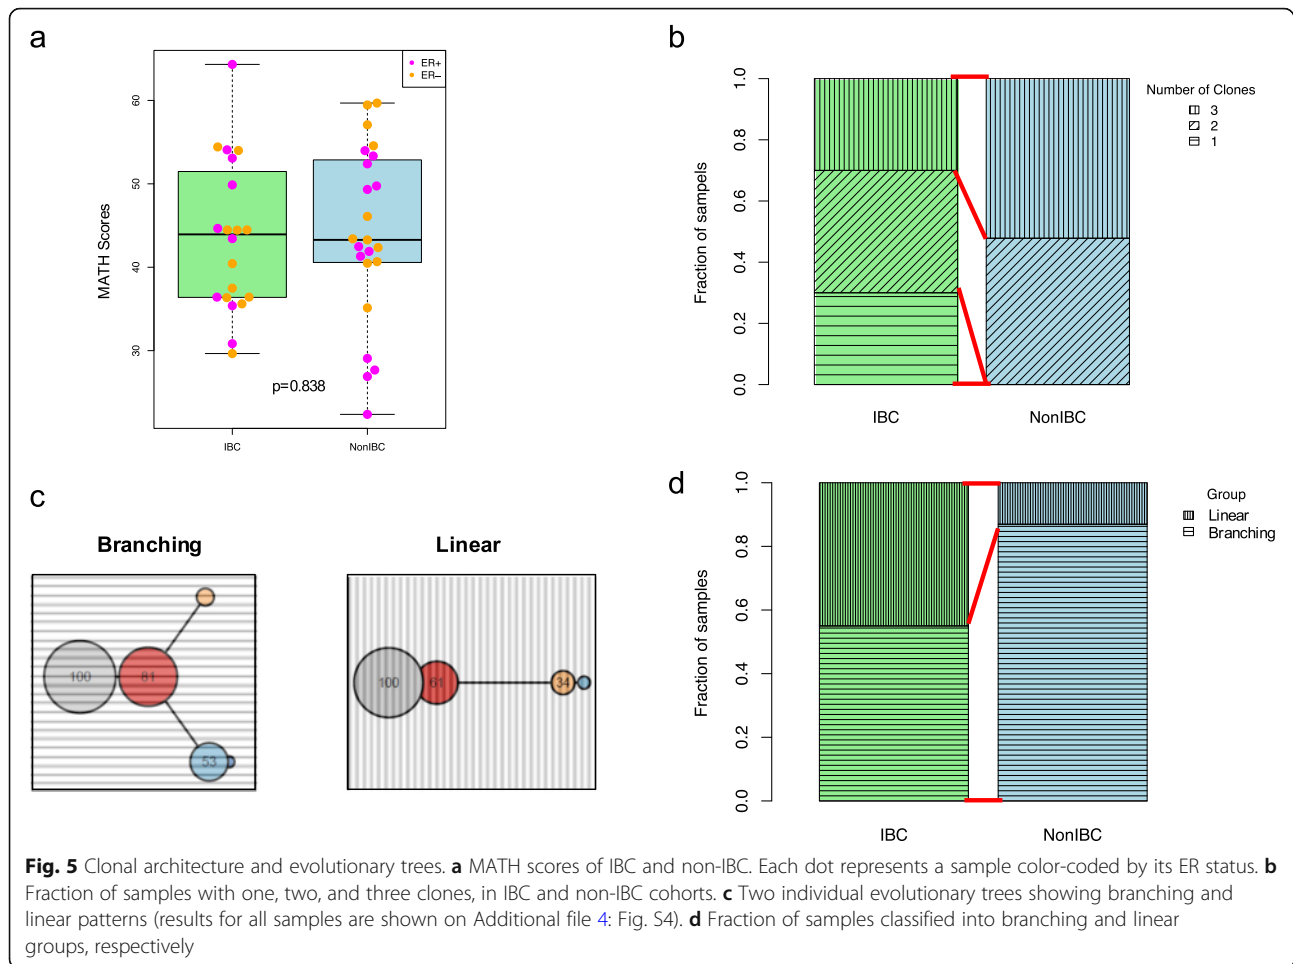 a
MATH Scores
60
50
40
30
ER+
ER−
p=0.838
IBC
NonIBC
b
Fraction of sampels
1.0
0.8
0.6
0.4
0.2
0.0
IBC
NonIBC
Number of Clones
3
2
1
c
Branching
100
81
53
Linear
100
61
34
d
Fraction of samples
1.0
0.8
0.6
0.4
0.2
0.0
IBC
NonIBC
Group
Linear
Branching
Fig. 5 Clonal architecture and evolutionary trees. a MATH scores of IBC and non-IBC. Each dot represents a sample color-coded by its ER status. b
Fraction of samples with one, two, and three clones, in IBC and non-IBC cohorts. c Two individual evolutionary trees showing branching and
linear patterns (results for all samples are shown on Additional file 4: Fig. S4). d Fraction of samples classified into branching and linear
groups, respectively